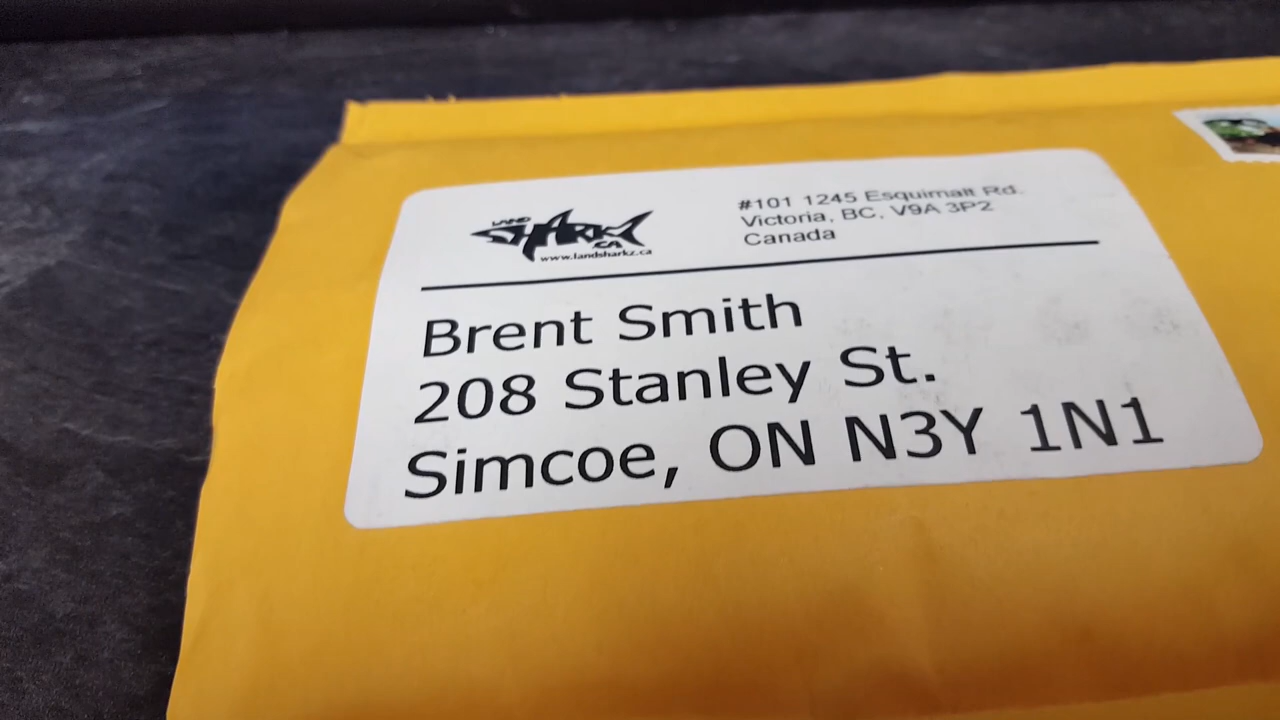 LAND
SHARKZ
.CA
www.landsharkz.ca
#101 1245 Esquimalt Rd.
Victoria, BC, V9A 3P2
Canada
Brent Smith
208 Stanley St.
Simcoe, ON N3Y 1N1